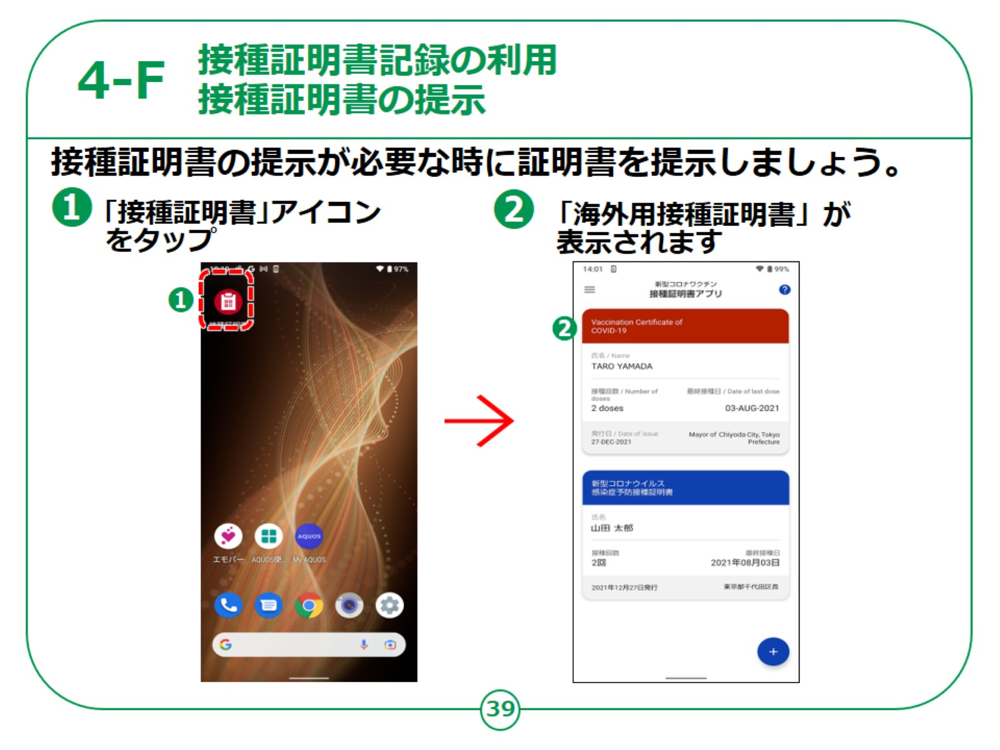 4-F
接種証明書記録の利用
接種証明書の提示
接種証明書の提示が必要な時に証明書を提示しましょう。
1
「接種証明書」アイコン
をタップ
2
「海外用接種証明書」が
表示されます
97%
1
エモパー
AQUOS便...
AQUOS
My AQUOS
14:01
99%
新型コロナワクチン
接種証明書アプリ
?
2
Vaccination Certificate of
COVID-19
氏名 / Name
TARO YAMADA
接種回数 / Number of
doses
最終接種日 / Date of last dose
2 doses
03-AUG-2021
発行日 / Date of issue
27-DEC-2021
Mayor of Chiyoda City, Tokyo
Prefecture
新型コロナウイルス
感染症予防接種証明書
氏名
山田 太郎
接種回数
最終接種日
2回
2021年08月03日
2021年12月27日発行
東京都千代田区長
+
39